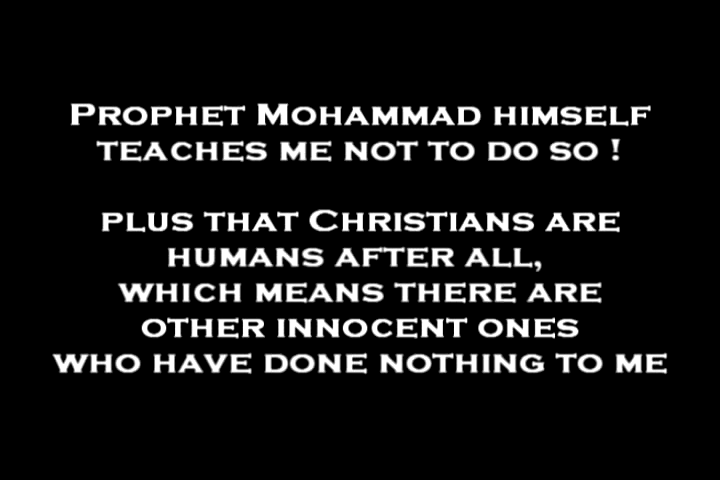 Prophet Mohammad himself
teaches me not to do so !
plus that Christians are
humans after all,
which means there are
other innocent ones
who have done nothing to me